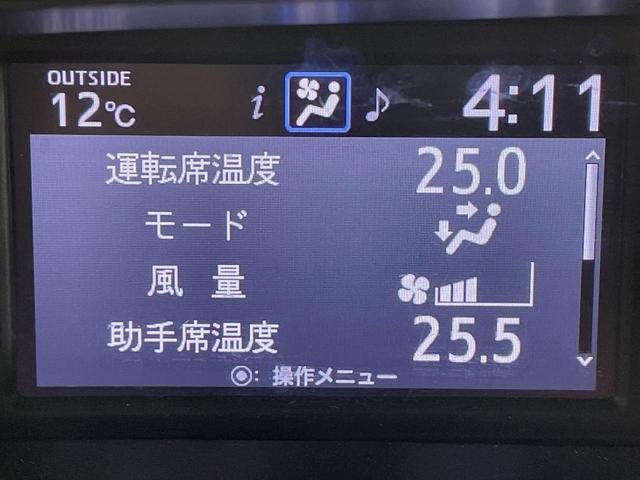 OUTSIDE
12℃ i ♪ 4:11
運転席温度 25.0
モード
風量
助手席温度 25.5
◉: 操作メニュー